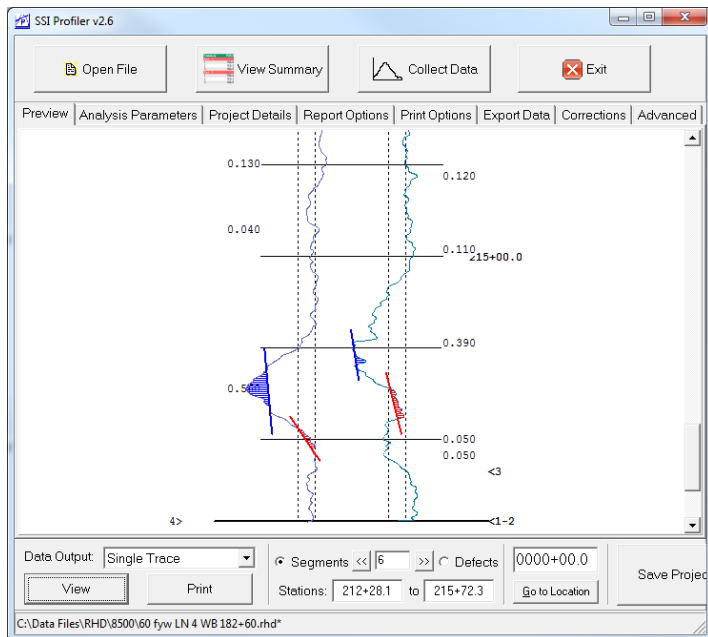 SSI Profiler v2.6
Open File View Summary Collect Data Exit
Preview Analysis Parameters Project Details Report Options Print Options Export Data Corrections Advanced
0.130
0.120
0.040
0.110
215+00.0
0.390
0.500
0.050
0.050
<3
4>
<1-2
Data Output: Single Trace Segments << 6 >> Defects 0000+00.0
View Print Stations: 212+28.1 to 215+72.3 Go to Location Save Projec
C:\Data Files\RHD\8500\60 fyw LN 4 WB 182+60.rhd*